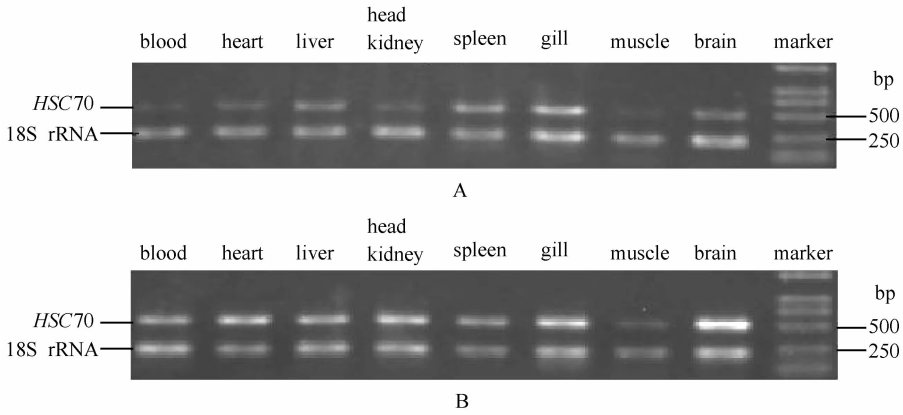 blood heart liver head kidney spleen gill muscle brain marker
bp
HSC70
500
18S rRNA
250
A
blood heart liver head kidney spleen gill muscle brain marker
bp
HSC70
500
18S rRNA
250
B